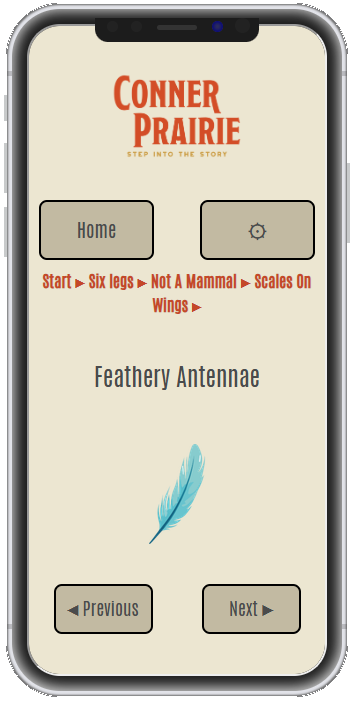 CONNER
PRAIRIE
STEP INTO THE STORY
Home ⚙
Start ► Six legs ► Not A Mammal ► Scales On
Wings ►
Feathery Antennae
◄ Previous Next ►